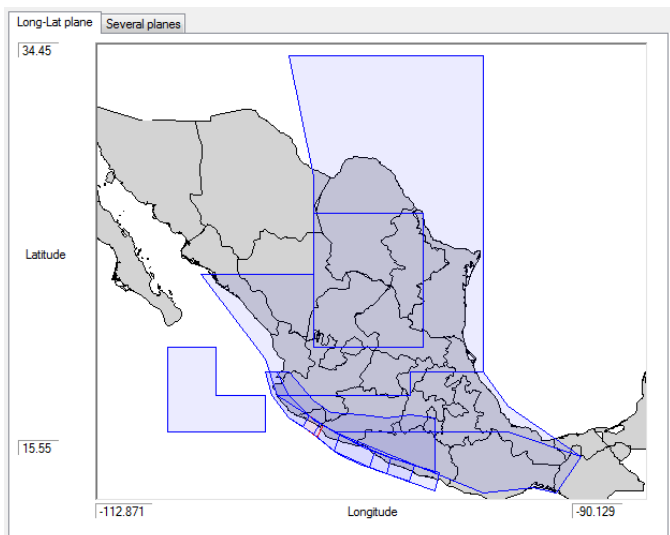 Long-Lat plane
Several planes
34.45
Latitude
15.55
-112.871
Longitude
-90.129